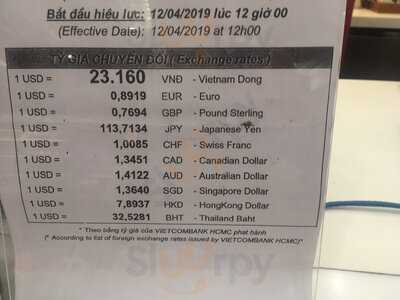 Bắt đầu hiệu lực: 12/04/2019 lúc 12 giờ 00
(Effective Date): 12/04/2019 at 12h00
TỶ GIÁ CHUYỂN ĐỔI ( Exchange rates )
1 USD = 23.160 VNĐ - Vietnam Dong
1 USD = 0,8919 EUR - Euro
1 USD = 0,7694 GBP - Pound Sterling
1 USD = 113,7134 JPY - Japanese Yen
1 USD = 1,0085 CHF - Swiss Franc
1 USD = 1,3451 CAD - Canadian Dollar
1 USD = 1,4122 AUD - Australian Dollar
1 USD = 1,3640 SGD - Singapore Dollar
1 USD = 7,8937 HKD - HongKong Dollar
1 USD = 32,5281 BHT - Thailand Baht
* Theo bảng tỷ giá của VIETCOMBANK HCMC phát hành
(* According to list of foreign exchange rates issued by VIETCOMBANK HCMC)*
Slurrpy